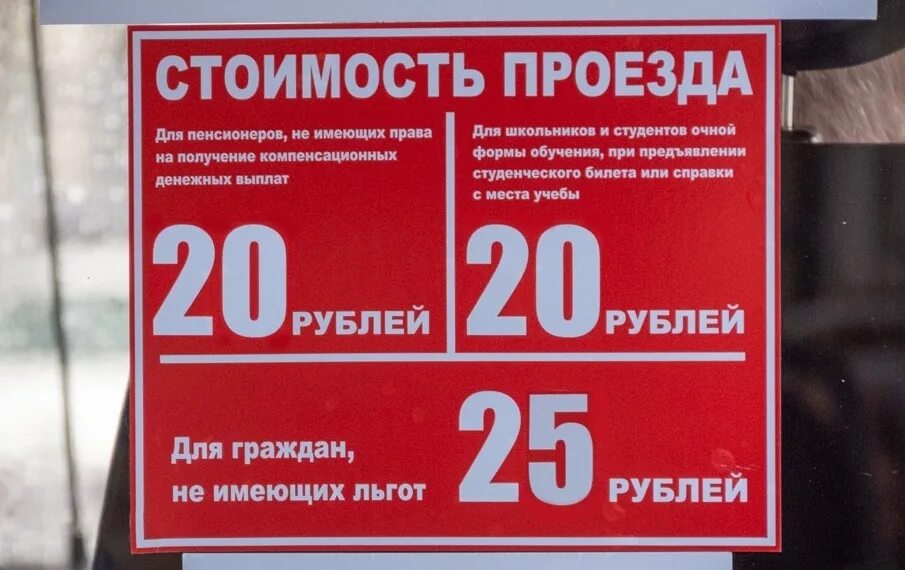 СТОИМОСТЬ ПРОЕЗДА
Для пенсионеров, не имеющих права
на получение компенсационных
денежных выплат
20 РУБЛЕЙ
Для школьников и студентов очной
формы обучения, при предъявлении
студенческого билета или справки
с места учебы
20 РУБЛЕЙ
Для граждан,
не имеющих льгот
25 РУБЛЕЙ